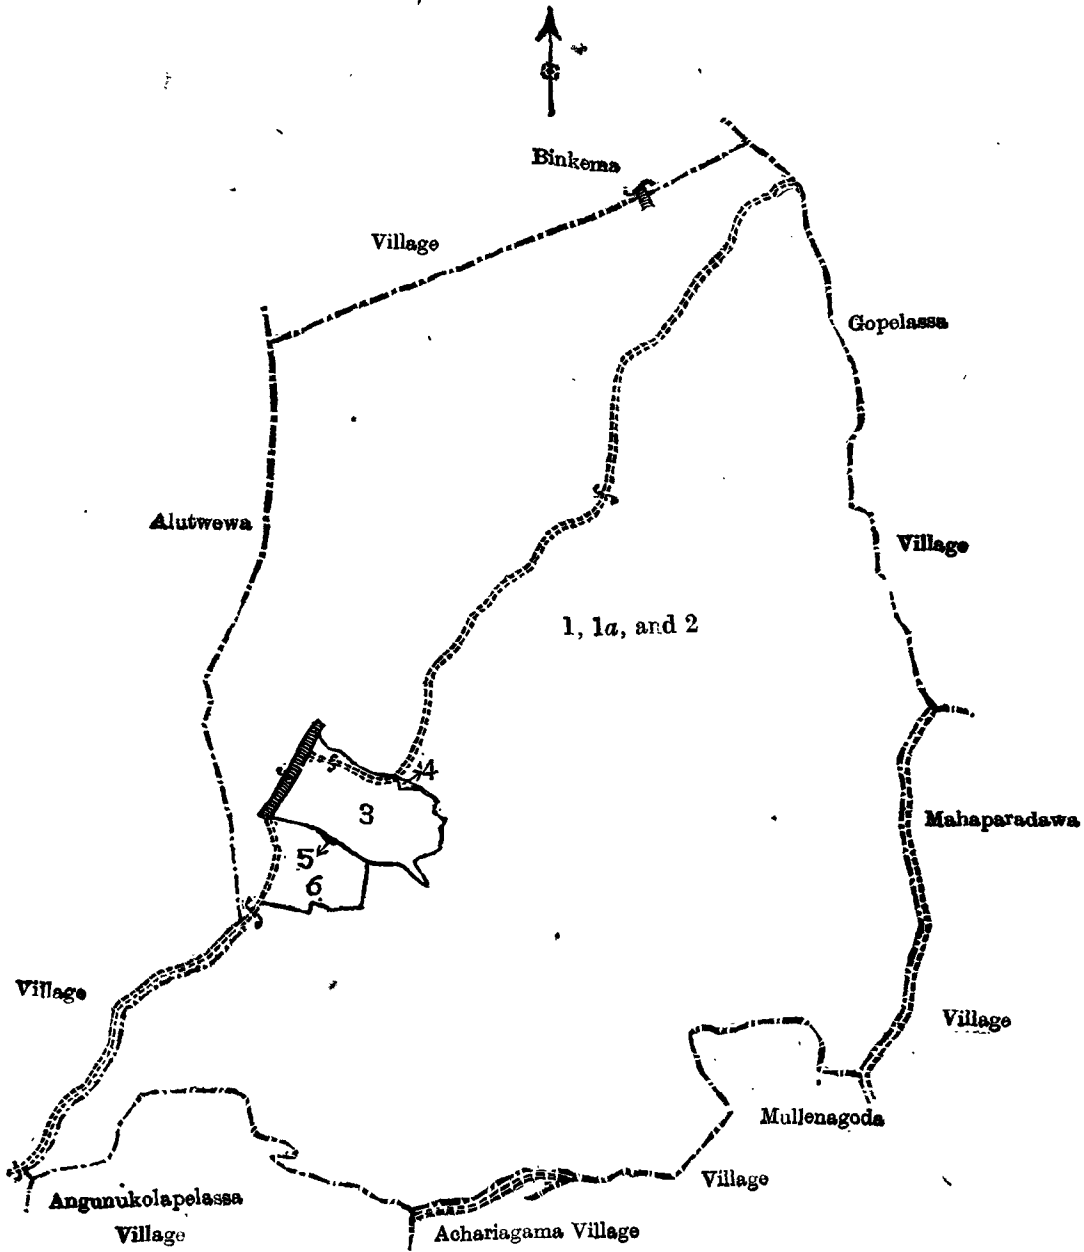 Binkema
Village
Gopelassa
Alutwewa
Village
1, 1a, and 2
4
3
Mahaparadawa
5
6
Village
Village
Mullenagoda
Village
Angunukolapelassa
Village
Achariagama Village